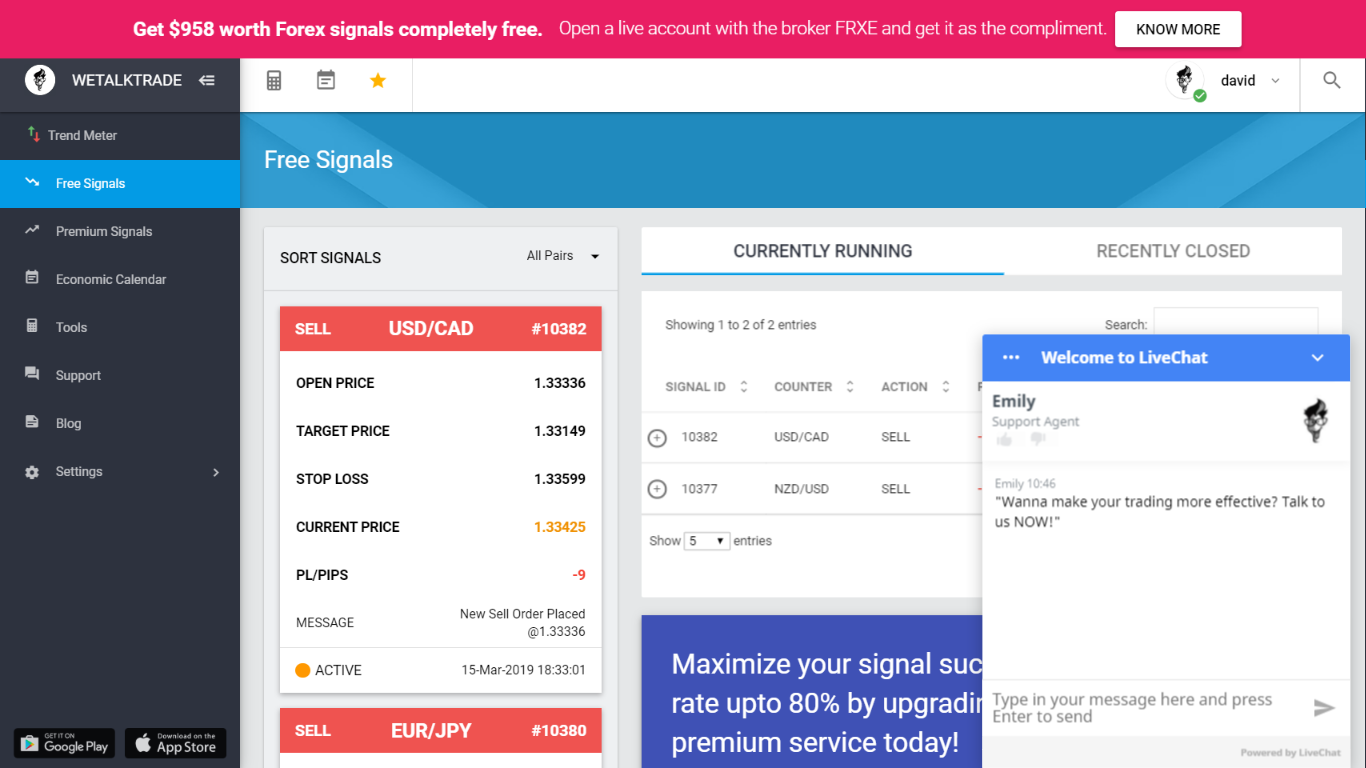 Get $958 worth Forex signals completely free. Open a live account with the broker FRXE and get it as the compliment. KNOW MORE
WETALKTRADE
david
Trend Meter
Free Signals
Premium Signals
Economic Calendar
Tools
Support
Blog
Settings
GET IT ON
Google Play
Download on the
App Store
Free Signals
SORT SIGNALS All Pairs
SELL USD/CAD #10382
OPEN PRICE 1.33336
TARGET PRICE 1.33149
STOP LOSS 1.33599
CURRENT PRICE 1.33425
PL/PIPS -9
MESSAGE New Sell Order Placed
@1.33336
ACTIVE 15-Mar-2019 18:33:01
SELL EUR/JPY #10380
CURRENTLY RUNNING RECENTLY CLOSED
Showing 1 to 2 of 2 entries Search:
SIGNAL ID COUNTER ACTION
10382 USD/CAD SELL -
10377 NZD/USD SELL -
Show 5 entries
Maximize your signal suc
rate upto 80% by upgradin
premium service today!
Welcome to LiveChat
Emily
Support Agent
Emily 10:46
"Wanna make your trading more effective? Talk to
us NOW!"
Type in your message here and press
Enter to send
Powered by LiveChat